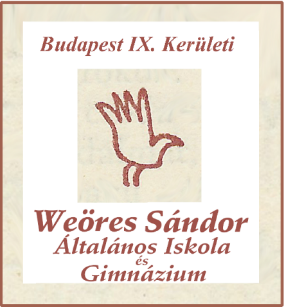 Budapest IX. Kerületi
Weöres Sándor
Általános Iskola
és
Gimnázium